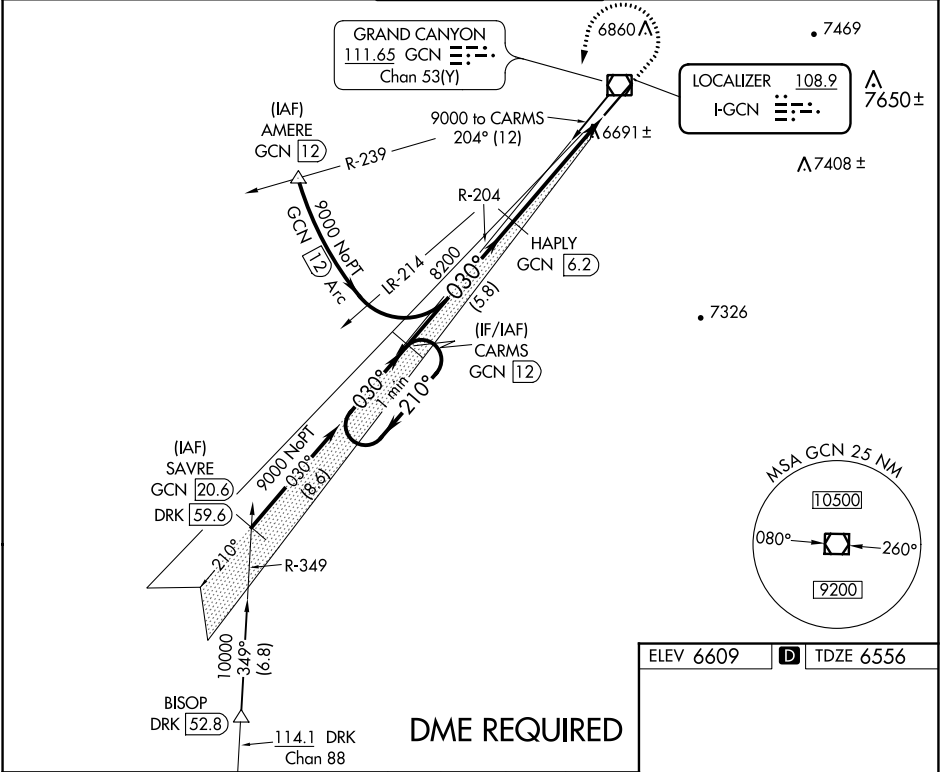 GRAND CANYON
111.65 GCN
Chan 53(Y)
6860
7469
LOCALIZER 108.9
I-GCN
7650±
(IAF)
AMERE
GCN 12
R-239
9000 to CARMS
204° (12)
6691±
7408±
R-204
9000 NoPT
GCN 12 Arc
LR-214
8200
030°
(5.8)
HAPLY
GCN 6.2
7326
(IF/IAF)
CARMS
GCN 12
030°
1 min
210°
(IAF)
SAVRE
GCN 20.6
DRK 59.6
9000 NoPT
030°
(8.6)
210°
R-349
MSA GCN 25 NM
10500
080°
260°
9200
10000
349°
(6.8)
BISOP
DRK 52.8
114.1 DRK
Chan 88
DME REQUIRED
ELEV 6609 D TDZE 6556